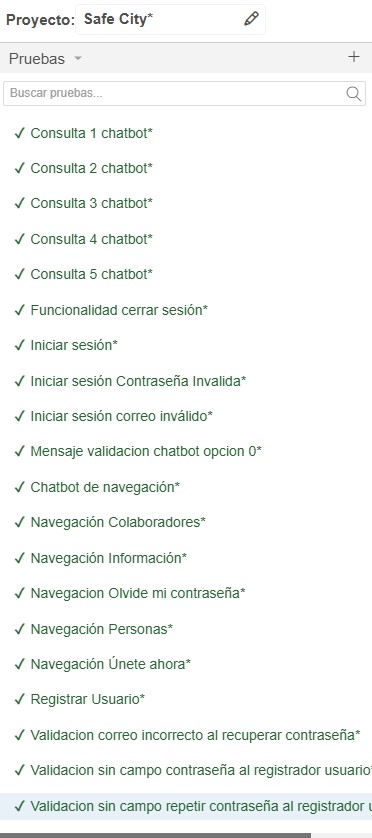 Proyecto: Safe City*
Pruebas
Buscar pruebas...
✓ Consulta 1 chatbot*
✓ Consulta 2 chatbot*
✓ Consulta 3 chatbot*
✓ Consulta 4 chatbot*
✓ Consulta 5 chatbot*
✓ Funcionalidad cerrar sesión*
✓ Iniciar sesión*
✓ Iniciar sesión Contraseña Invalida*
✓ Iniciar sesión correo inválido*
✓ Mensaje validacion chatbot opcion 0*
✓ Chatbot de navegación*
✓ Navegación Colaboradores*
✓ Navegación Información*
✓ Navegacion Olvide mi contraseña*
✓ Navegación Personas*
✓ Navegación Únete ahora*
✓ Registrar Usuario*
✓ Validacion correo incorrecto al recuperar contraseña*
✓ Validacion sin campo contraseña al registrador usuario*
✓ Validacion sin campo repetir contraseña al registrador